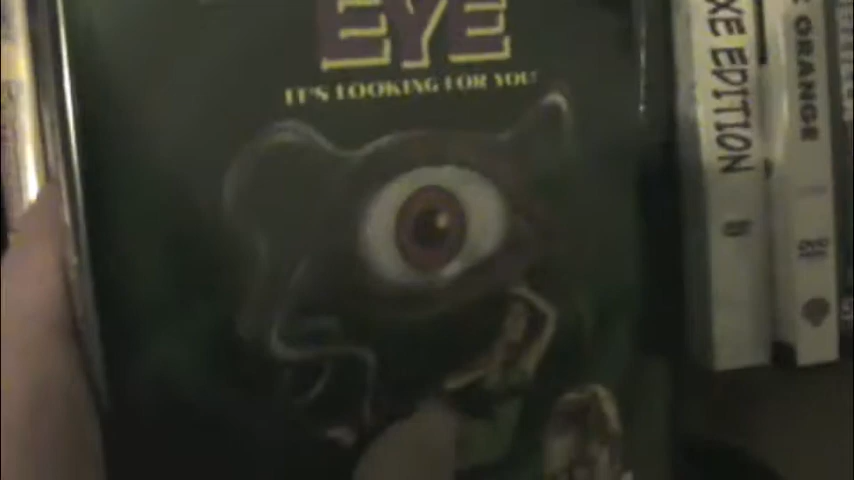 EYE
IT'S LOOKING FOR YOU!
XE EDITION
ORANGE
DVD